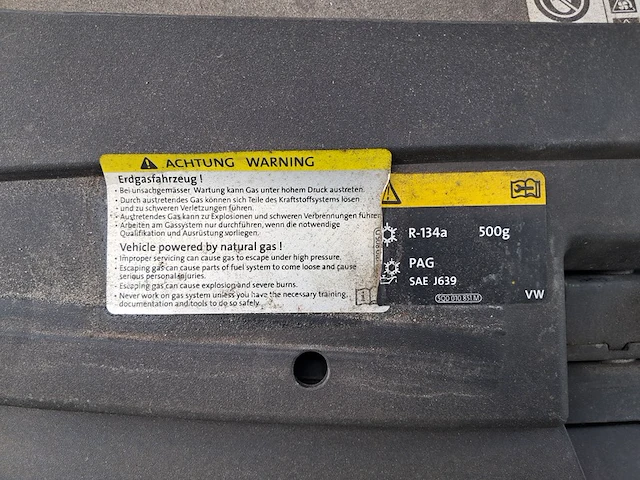 ACHTUNG WARNING
Erdgasfahrzeug !
• Bei unsachgemässer Wartung kann Gas unter hohem Druck austreten.
• Durch austretendes Gas können sich Teile des Kraftstoffsystems lösen
und zu schweren Verletzungen führen.
• Austretendes Gas kann zu Explosionen und schweren Verbrennungen führen
• Arbeiten am Gassystem nur durchführen, wenn die notwendige
Qualifikation und Ausrüstung vorliegen.
Vehicle powered by natural gas !
• Improper servicing can cause gas to escape under high pressure.
• Escaping gas can cause parts of fuel system to come loose and cause
serious personal injuries.
• Escaping gas can cause explosion and severe burns.
• Never work on gas system unless you have the necessary training,
documentation and tools to do so safely.
R-134a 500g
PAG
SAE J639
VW